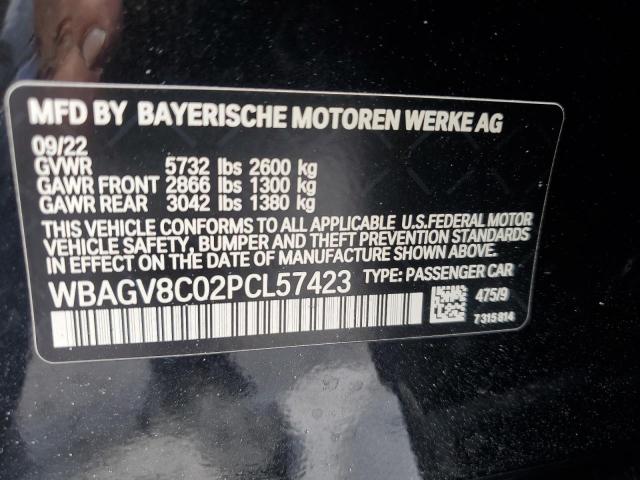 MFD BY BAYERISCHE MOTOREN WERKE AG
09/22
GVWR 5732 lbs 2600 kg
GAWR FRONT 2866 lbs 1300 kg
GAWR REAR 3042 lbs 1380 kg
THIS VEHICLE CONFORMS TO ALL APPLICABLE U.S.FEDERAL MOTOR
VEHICLE SAFETY, BUMPER AND THEFT PREVENTION STANDARDS
IN EFFECT ON THE DATE OF MANUFACTURE SHOWN ABOVE.
WBAGV8C02PCL57423 TYPE: PASSENGER CAR
475/9
7315814